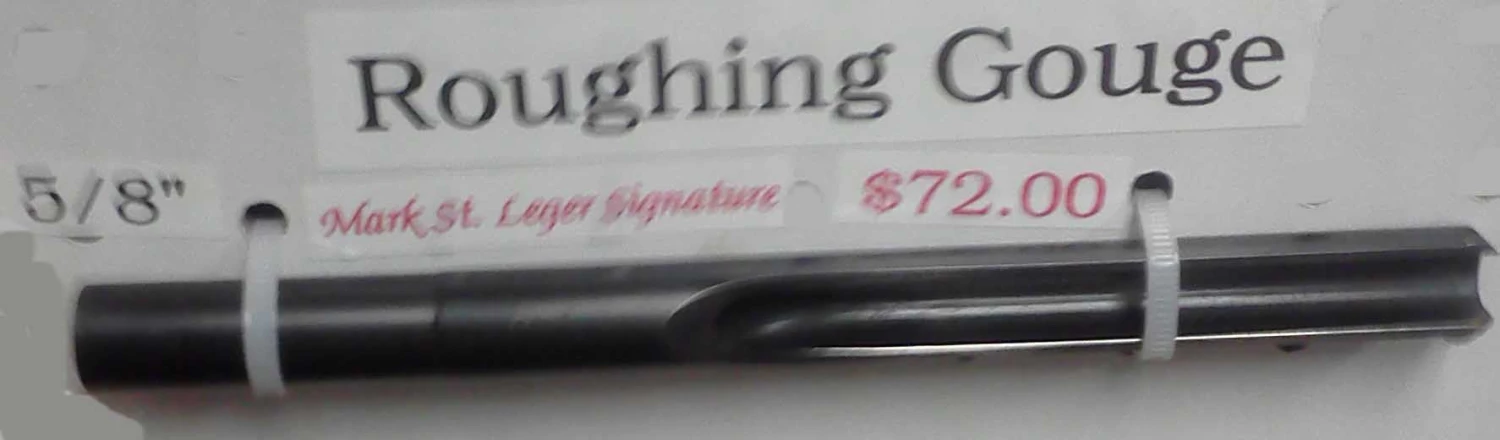 Roughing Gouge
5/8" Mark St. Leger Signature $72.00